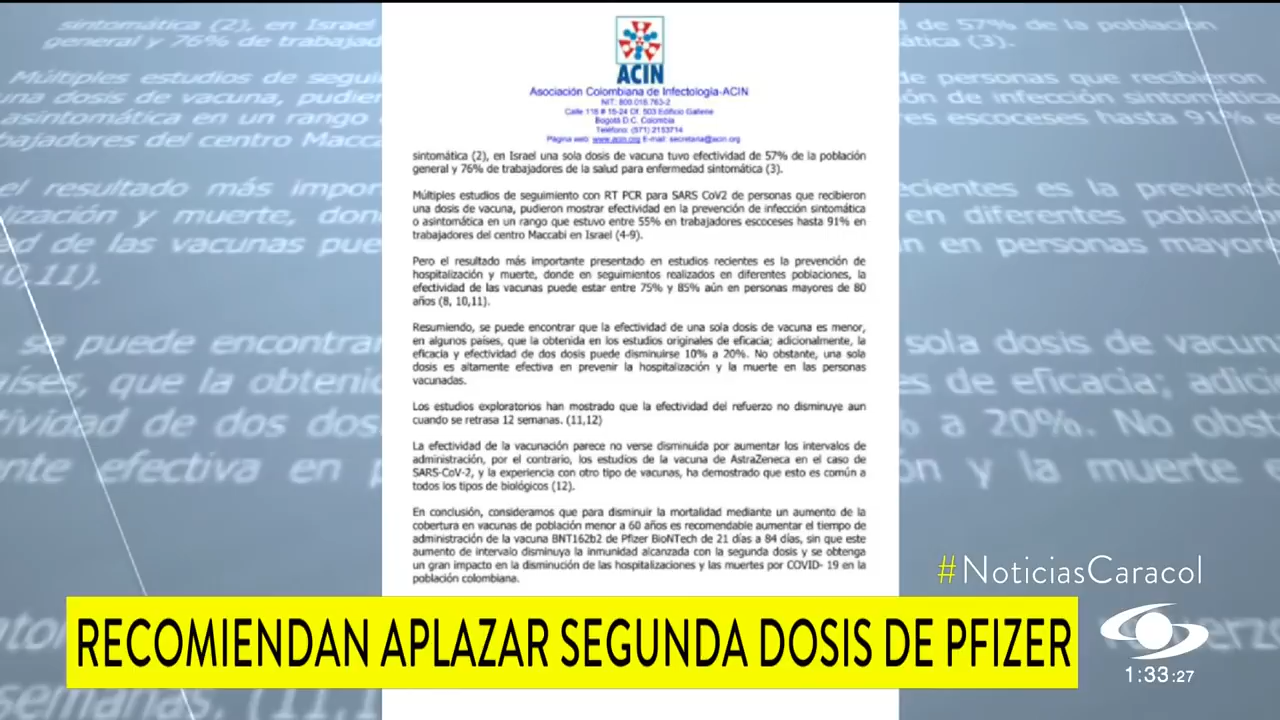 ACIN
Asociación Colombiana de Infectología-ACIN
NIT: 800.018.763-2
Calle 118 # 15-24 Of. 503 Edificio Gallerie
Bogotá D.C. Colombia
Teléfono: (571) 2153714
Página web: www.acin.org E-mail: secretaria@acin.org
sintomática (2), en Israel una sola dosis de vacuna tuvo efectividad de 57% de la población
general y 76% de trabajadores de la salud para enfermedad sintomática (3).
Múltiples estudios de seguimiento con RT PCR para SARS CoV2 de personas que recibieron
una dosis de vacuna, pudieron mostrar efectividad en la prevención de infección sintomática
o asintomática en un rango que estuvo entre 55% en trabajadores escoceses hasta 91% en
trabajadores del centro Maccabi en Israel (4-9).
Pero el resultado más importante presentado en estudios recientes es la prevención de
hospitalización y muerte, donde en seguimientos realizados en diferentes poblaciones, la
efectividad de las vacunas puede estar entre 75% y 85% aún en personas mayores de 80
años (8, 10,11).
Resumiendo, se puede encontrar que la efectividad de una sola dosis de vacuna es menor,
en algunos países, que la obtenida en los estudios originales de eficacia; adicionalmente, la
eficacia y efectividad de dos dosis puede disminuirse 10% a 20%. No obstante, una sola
dosis es altamente efectiva en prevenir la hospitalización y la muerte en las personas
vacunadas.
Los estudios exploratorios han mostrado que la efectividad del refuerzo no disminuye aun
cuando se retrasa 12 semanas. (11,12)
La efectividad de la vacunación parece no verse disminuida por aumentar los intervalos de
administración, por el contrario, los estudios de la vacuna de AstraZeneca en el caso de
SARS-CoV-2, y la experiencia con otro tipo de vacunas, ha demostrado que esto es común a
todos los tipos de biológicos (12).
En conclusión, consideramos que para disminuir la mortalidad mediante un aumento de la
cobertura en vacunas de población menor a 60 años es recomendable aumentar el tiempo de
administración de la vacuna BNT162b2 de Pfizer BioNTech de 21 días a 84 días, sin que este
aumento de intervalo disminuya la inmunidad alcanzada con la segunda dosis y se obtenga
un gran impacto en la disminución de las hospitalizaciones y las muertes por COVID- 19 en la
población colombiana.
#NoticiasCaracol
RECOMIENDAN APLAZAR SEGUNDA DOSIS DE PFIZER
1:33:27